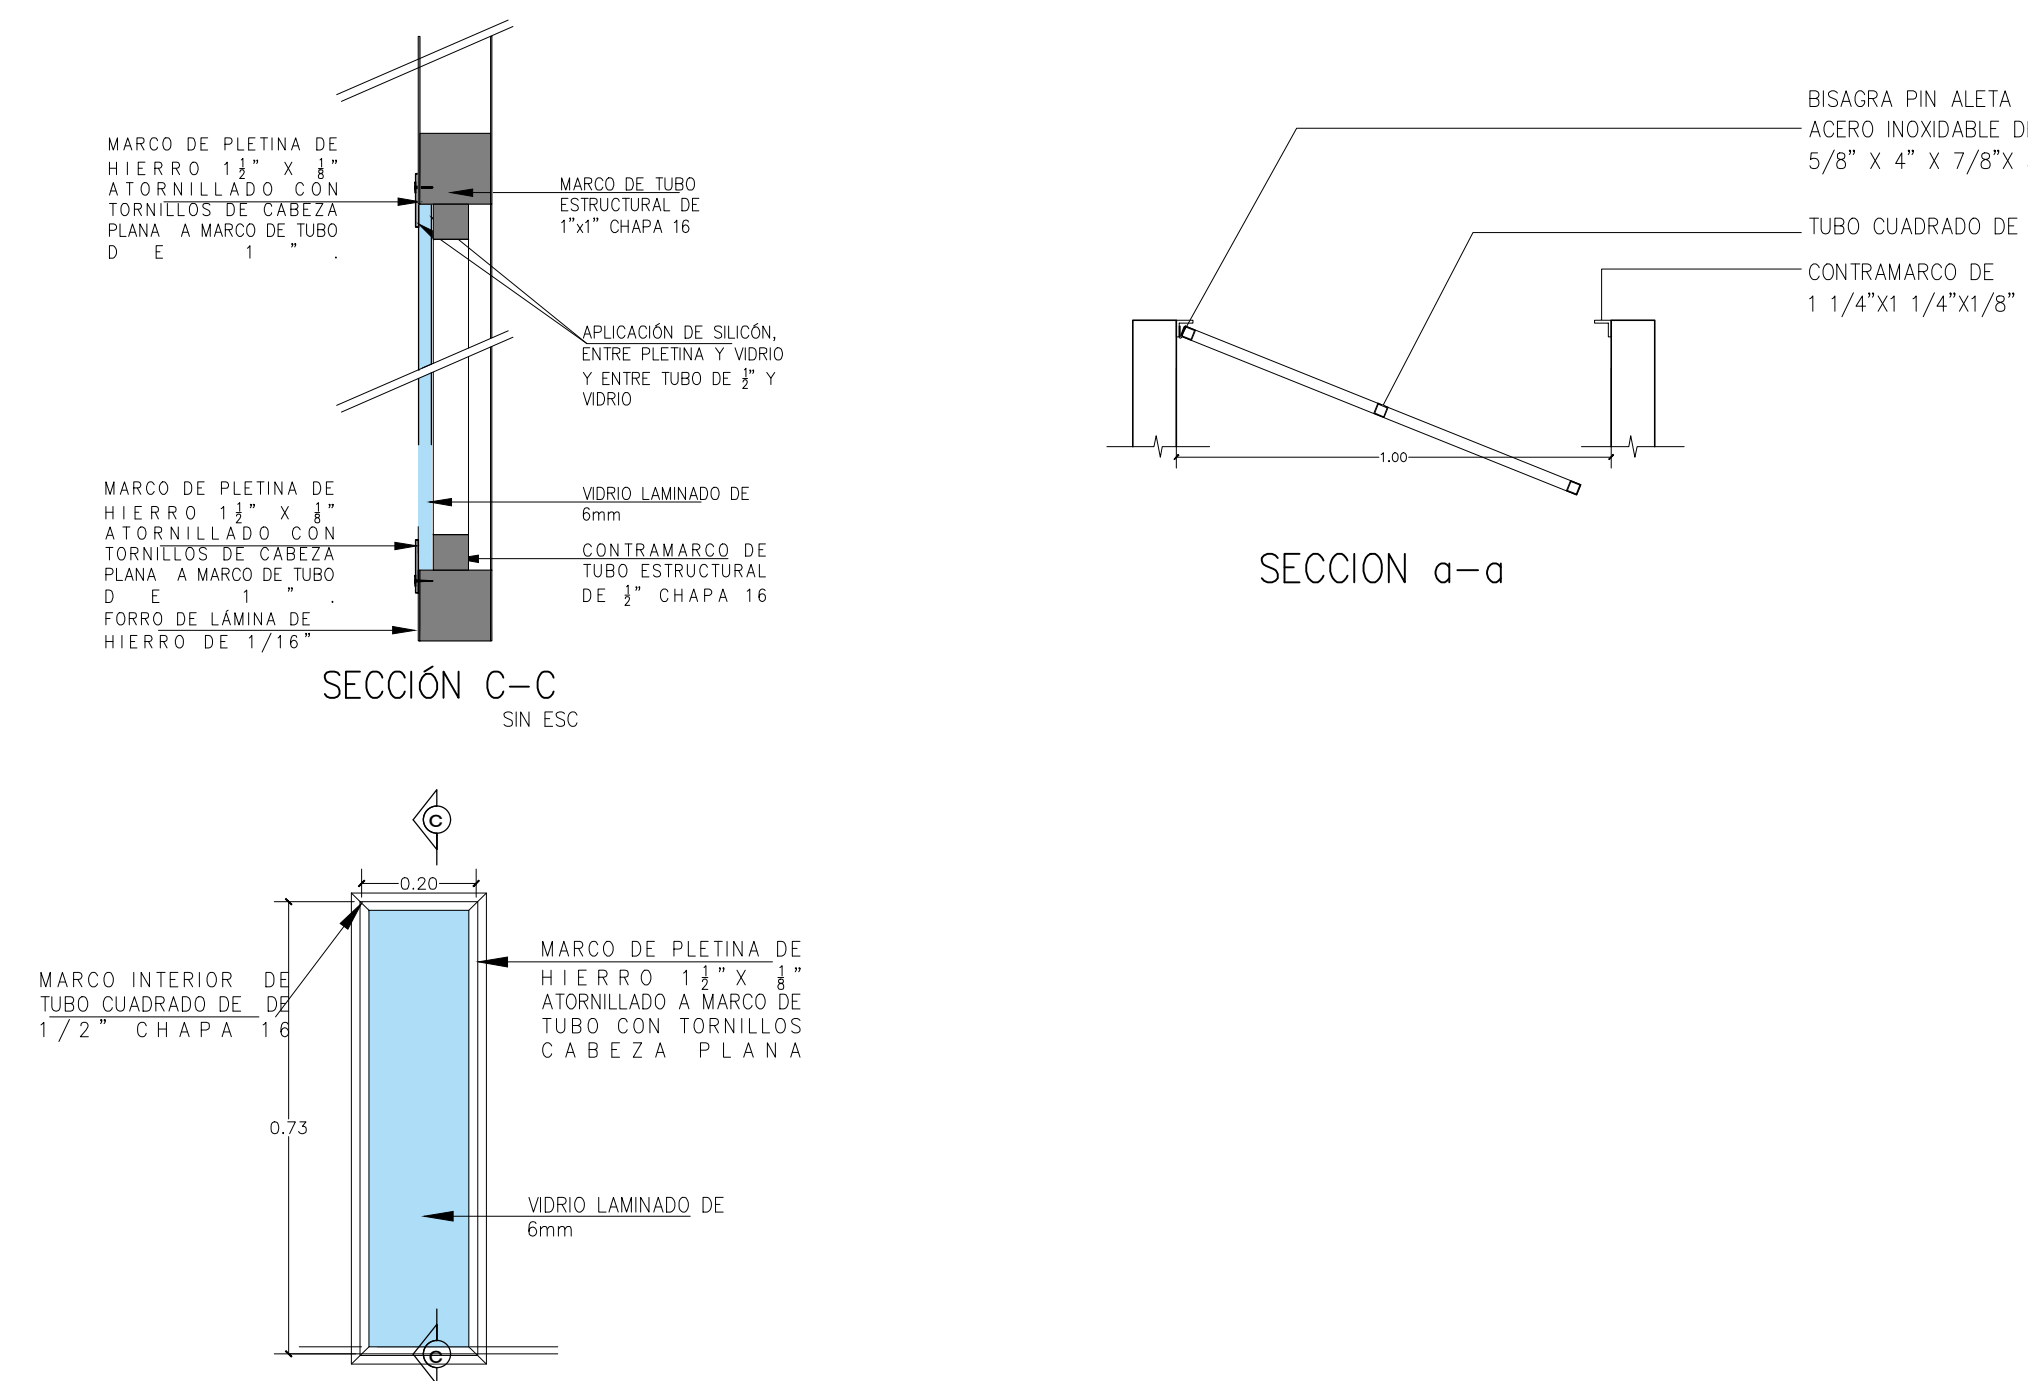 MARCO DE PLETINA DE
HIERRO 1 1/2" X 1/8"
ATORNILLADO CON
TORNILLOS DE CABEZA
PLANA A MARCO DE TUBO
DE 1".
MARCO DE TUBO
ESTRUCTURAL DE
1"x1" CHAPA 16
APLICACIÓN DE SILICÓN,
ENTRE PLETINA Y VIDRIO
Y ENTRE TUBO DE 1/2" Y
VIDRIO
MARCO DE PLETINA DE
HIERRO 1 1/2" X 1/8"
ATORNILLADO CON
TORNILLOS DE CABEZA
PLANA A MARCO DE TUBO
DE 1".
FORRO DE LÁMINA DE
HIERRO DE 1/16"
VIDRIO LAMINADO DE
6mm
CONTRAMARCO DE
TUBO ESTRUCTURAL
DE 1/2" CHAPA 16
SECCIÓN C-C
SIN ESC
BISAGRA PIN ALETA
ACERO INOXIDABLE
5/8" X 4" X 7/8"X
TUBO CUADRADO DE
CONTRAMARCO DE
1 1/4"X1 1/4"X1/8"
1.00
SECCION a-a
C
0.20
MARCO INTERIOR DE
TUBO CUADRADO DE DE
1/2" CHAPA 16
MARCO DE PLETINA DE
HIERRO 1 1/2" X 1/8"
ATORNILLADO A MARCO DE
TUBO CON TORNILLOS
CABEZA PLANA
0.73
VIDRIO LAMINADO DE
6mm
C